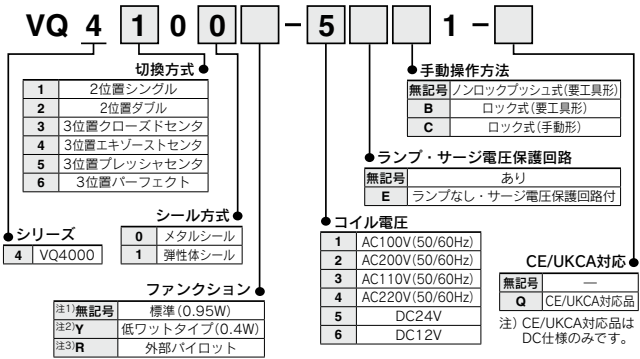 VQ 4 1 0 0 - 5 1 -
切換方式
1 2位置シングル
2 2位置ダブル
3 3位置クローズドセンタ
4 3位置エキゾーストセンタ
5 3位置プレッシャセンタ
6 3位置パーフェクト
シリーズ
4 VQ4000
シール方式
0 メタルシール
1 弾性体シール
ファンクション
注1)無記号 標準(0.95W)
注2)Y 低ワットタイプ(0.4W)
注3)R 外部パイロット
コイル電圧
1 AC100V(50/60Hz)
2 AC200V(50/60Hz)
3 AC110V(50/60Hz)
4 AC220V(50/60Hz)
5 DC24V
6 DC12V
ランプ・サージ電圧保護回路
無記号 あり
E ランプなし・サージ電圧保護回路付
手動操作方法
無記号 ノンロックプッシュ式(要工具形)
B ロック式(要工具形)
C ロック式(手動形)
CE/UKCA対応
無記号 ―
Q CE/UKCA対応品
注) CE/UKCA対応品は
DC仕様のみです。